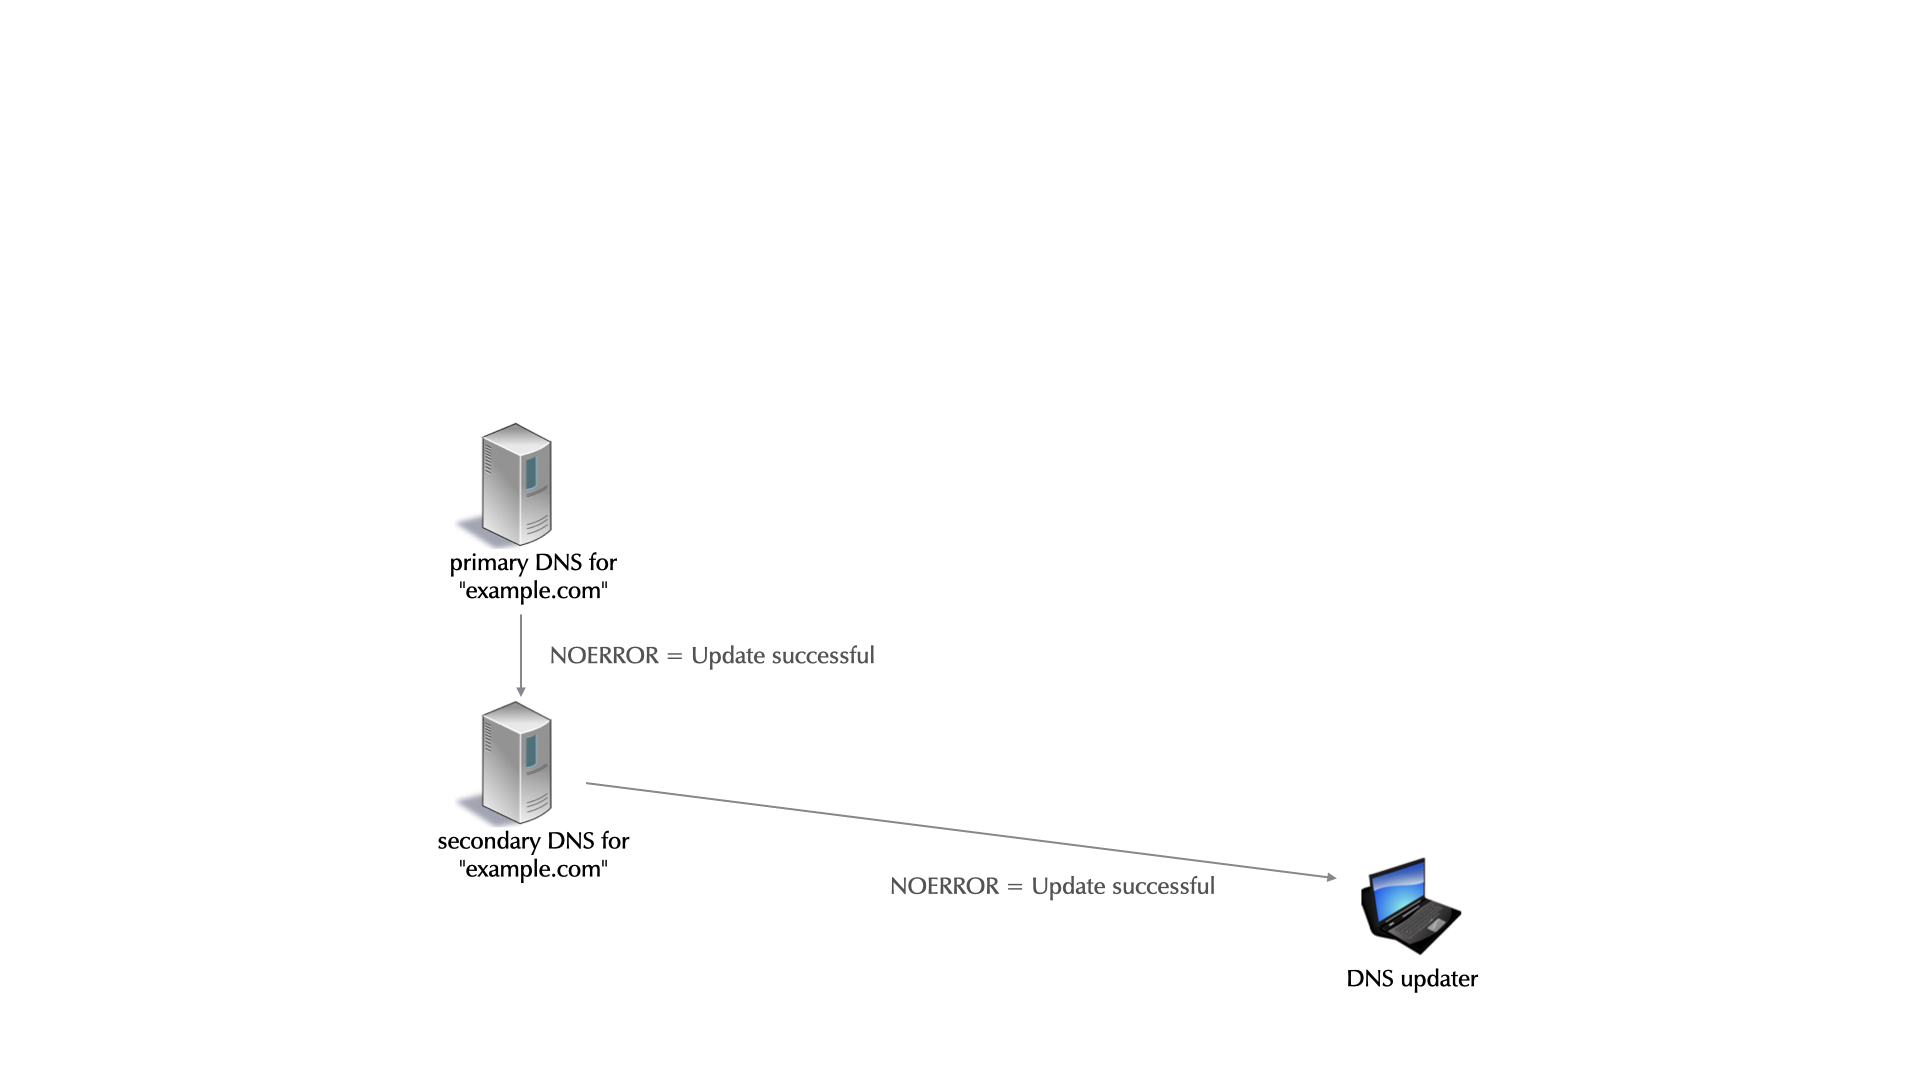 primary DNS for
"example.com"
NOERROR = Update successful
secondary DNS for
"example.com"
NOERROR = Update successful
DNS updater